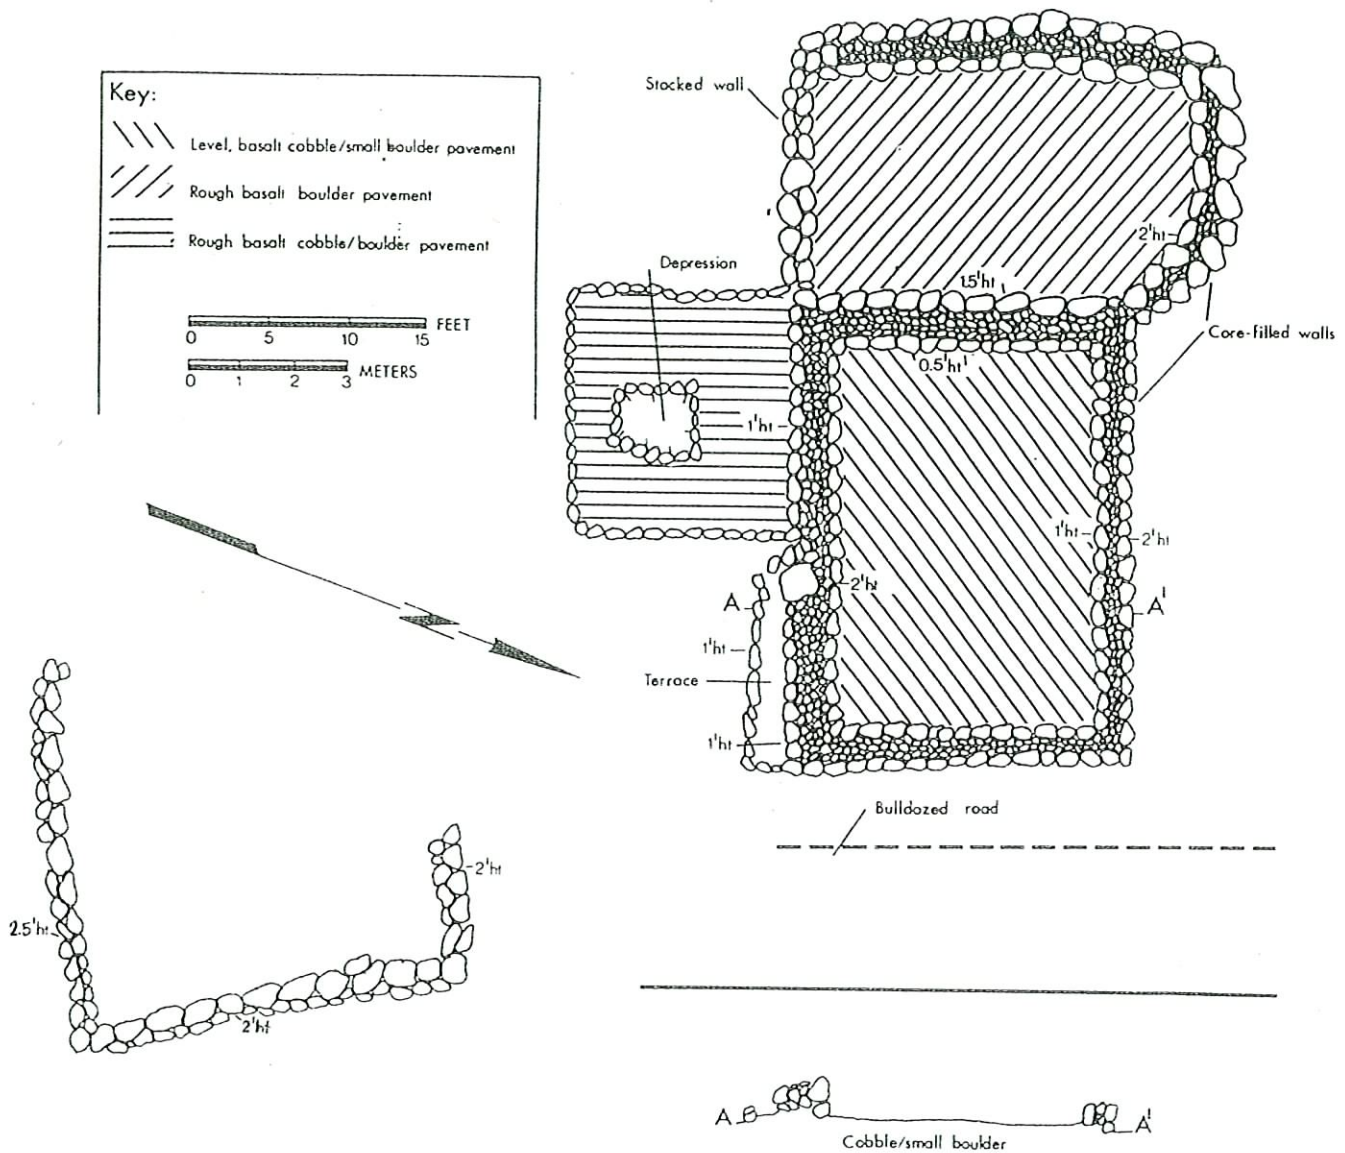 Key:
Level, basalt cobble/small boulder pavement
Rough basalt boulder pavement
Rough basalt cobble/boulder pavement
0 5 10 15 FEET
0 1 2 3 METERS
Stacked wall
Depression
2'ht
1.5'ht
Core-filled walls
0.5'ht
1'ht
1'ht
2'ht
2'ht
A
A'
1'ht
Terrace
1'ht
Bulldozed road
2'ht
2.5'ht
2'ht
A
A'
Cobble/small boulder